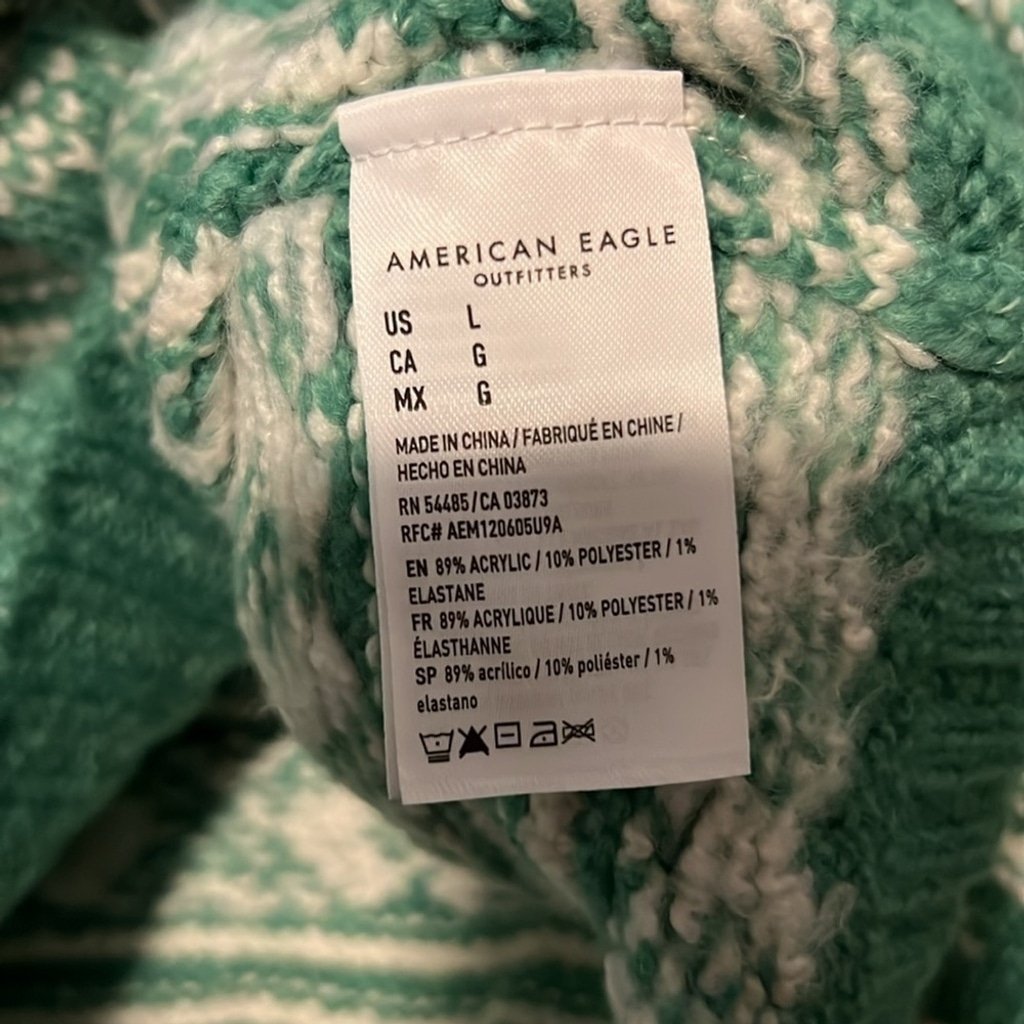 AMERICAN EAGLE
OUTFITTERS
US L
CA G
MX G
MADE IN CHINA / FABRIQUÉ EN CHINE /
HECHO EN CHINA
RN 54485 / CA 03873
RFC# AEM120605U9A
EN 89% ACRYLIC / 10% POLYESTER / 1%
ELASTANE
FR 89% ACRYLIQUE / 10% POLYESTER / 1%
ÉLASTHANNE
SP 89% acrílico / 10% poliéster / 1%
elastano